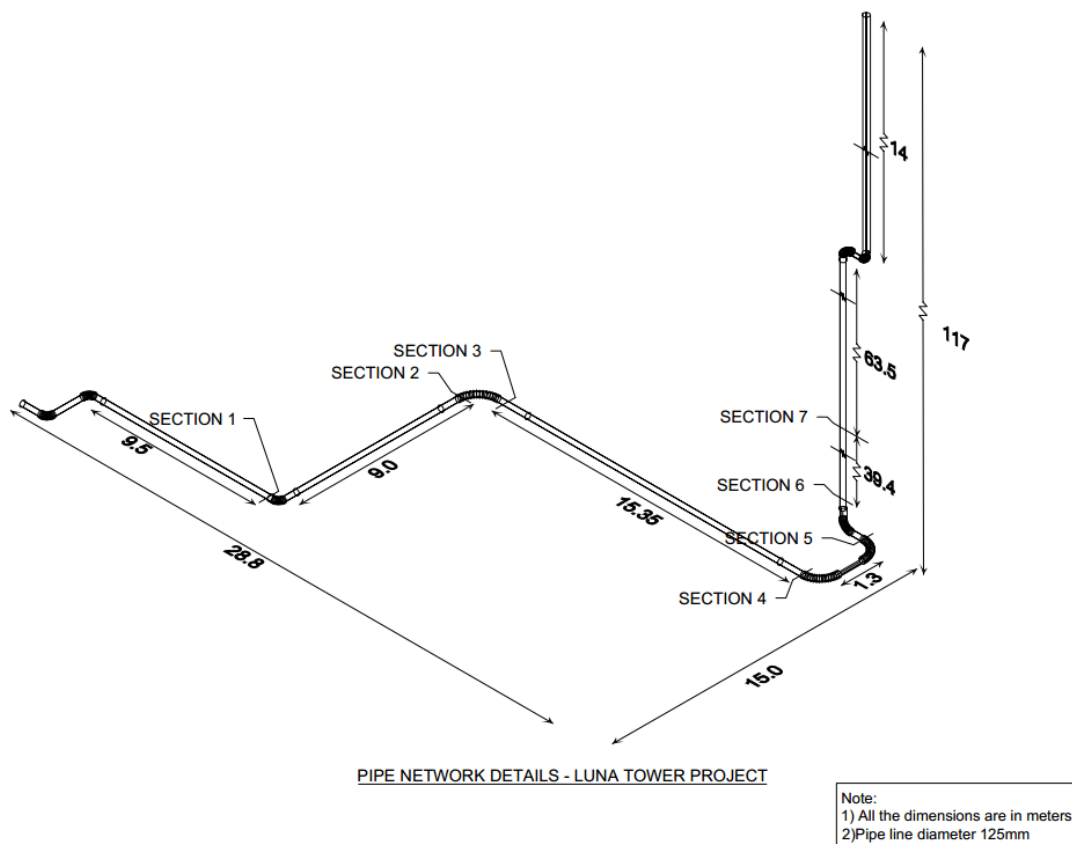 14
117
SECTION 3
SECTION 2
63.5
SECTION 1
SECTION 7
9.5
9.0
SECTION 6
39.4
15.35
SECTION 5
28.8
1.3
SECTION 4
15.0
PIPE NETWORK DETAILS - LUNA TOWER PROJECT
Note:
1) All the dimensions are in meters
2)Pipe line diameter 125mm